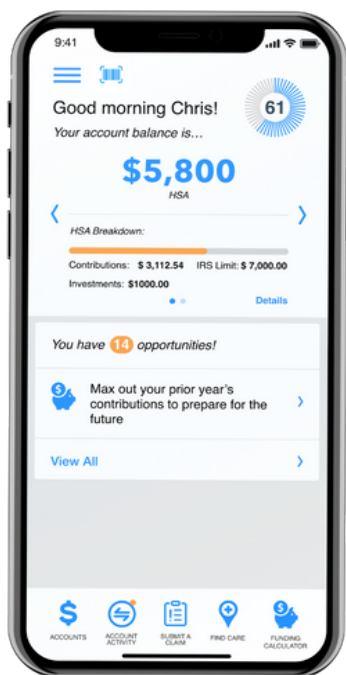 9:41
Good morning Chris!
61
Your account balance is...
$5,800
HSA
HSA Breakdown:
Contributions: $ 3,112.54 IRS Limit: $ 7,000.00
Investments: $1000.00
Details
You have 14 opportunities!
Max out your prior year's
contributions to prepare for the
future
View All
ACCOUNTS
ACCOUNT
ACTIVITY
SUBMIT A
CLAIM
FIND CARE
FUNDING
CALCULATOR